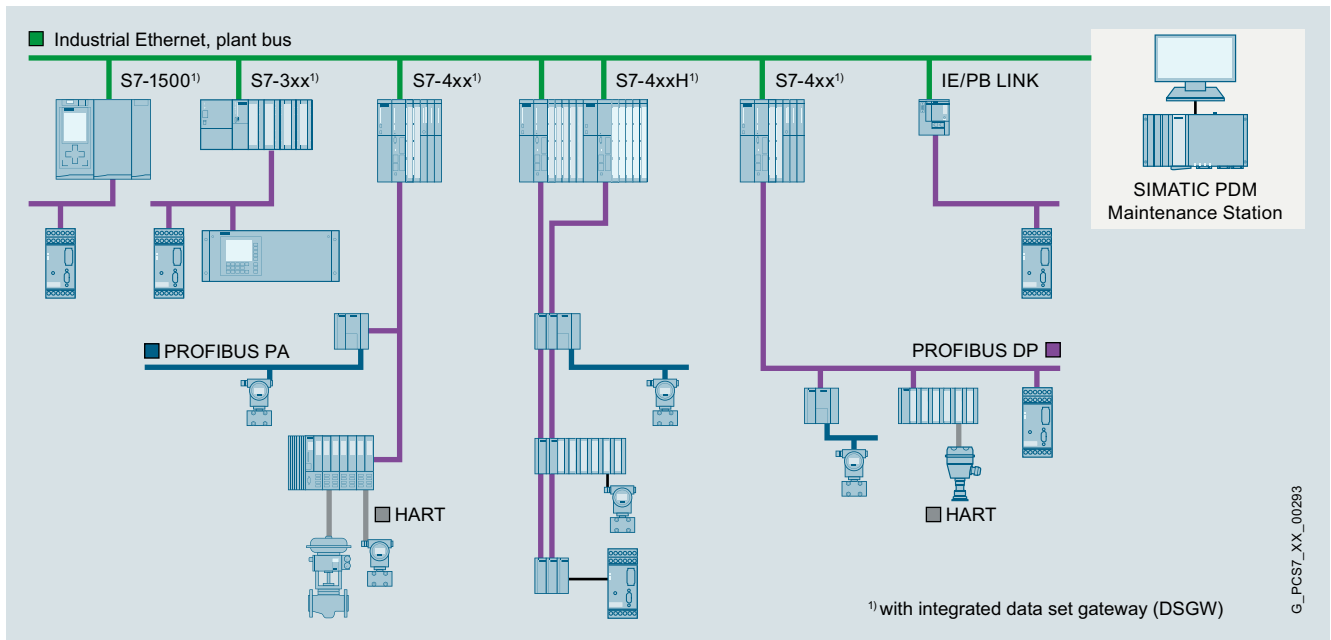 Industrial Ethernet, plant bus
S7-1500¹⁾
S7-3xx¹⁾
S7-4xx¹⁾
S7-4xxH¹⁾
S7-4xx¹⁾
IE/PB LINK
SIMATIC PDM
Maintenance Station
PROFIBUS PA
PROFIBUS DP
HART
HART
¹⁾ with integrated data set gateway (DSGW)
G_PCS7_XX_00293